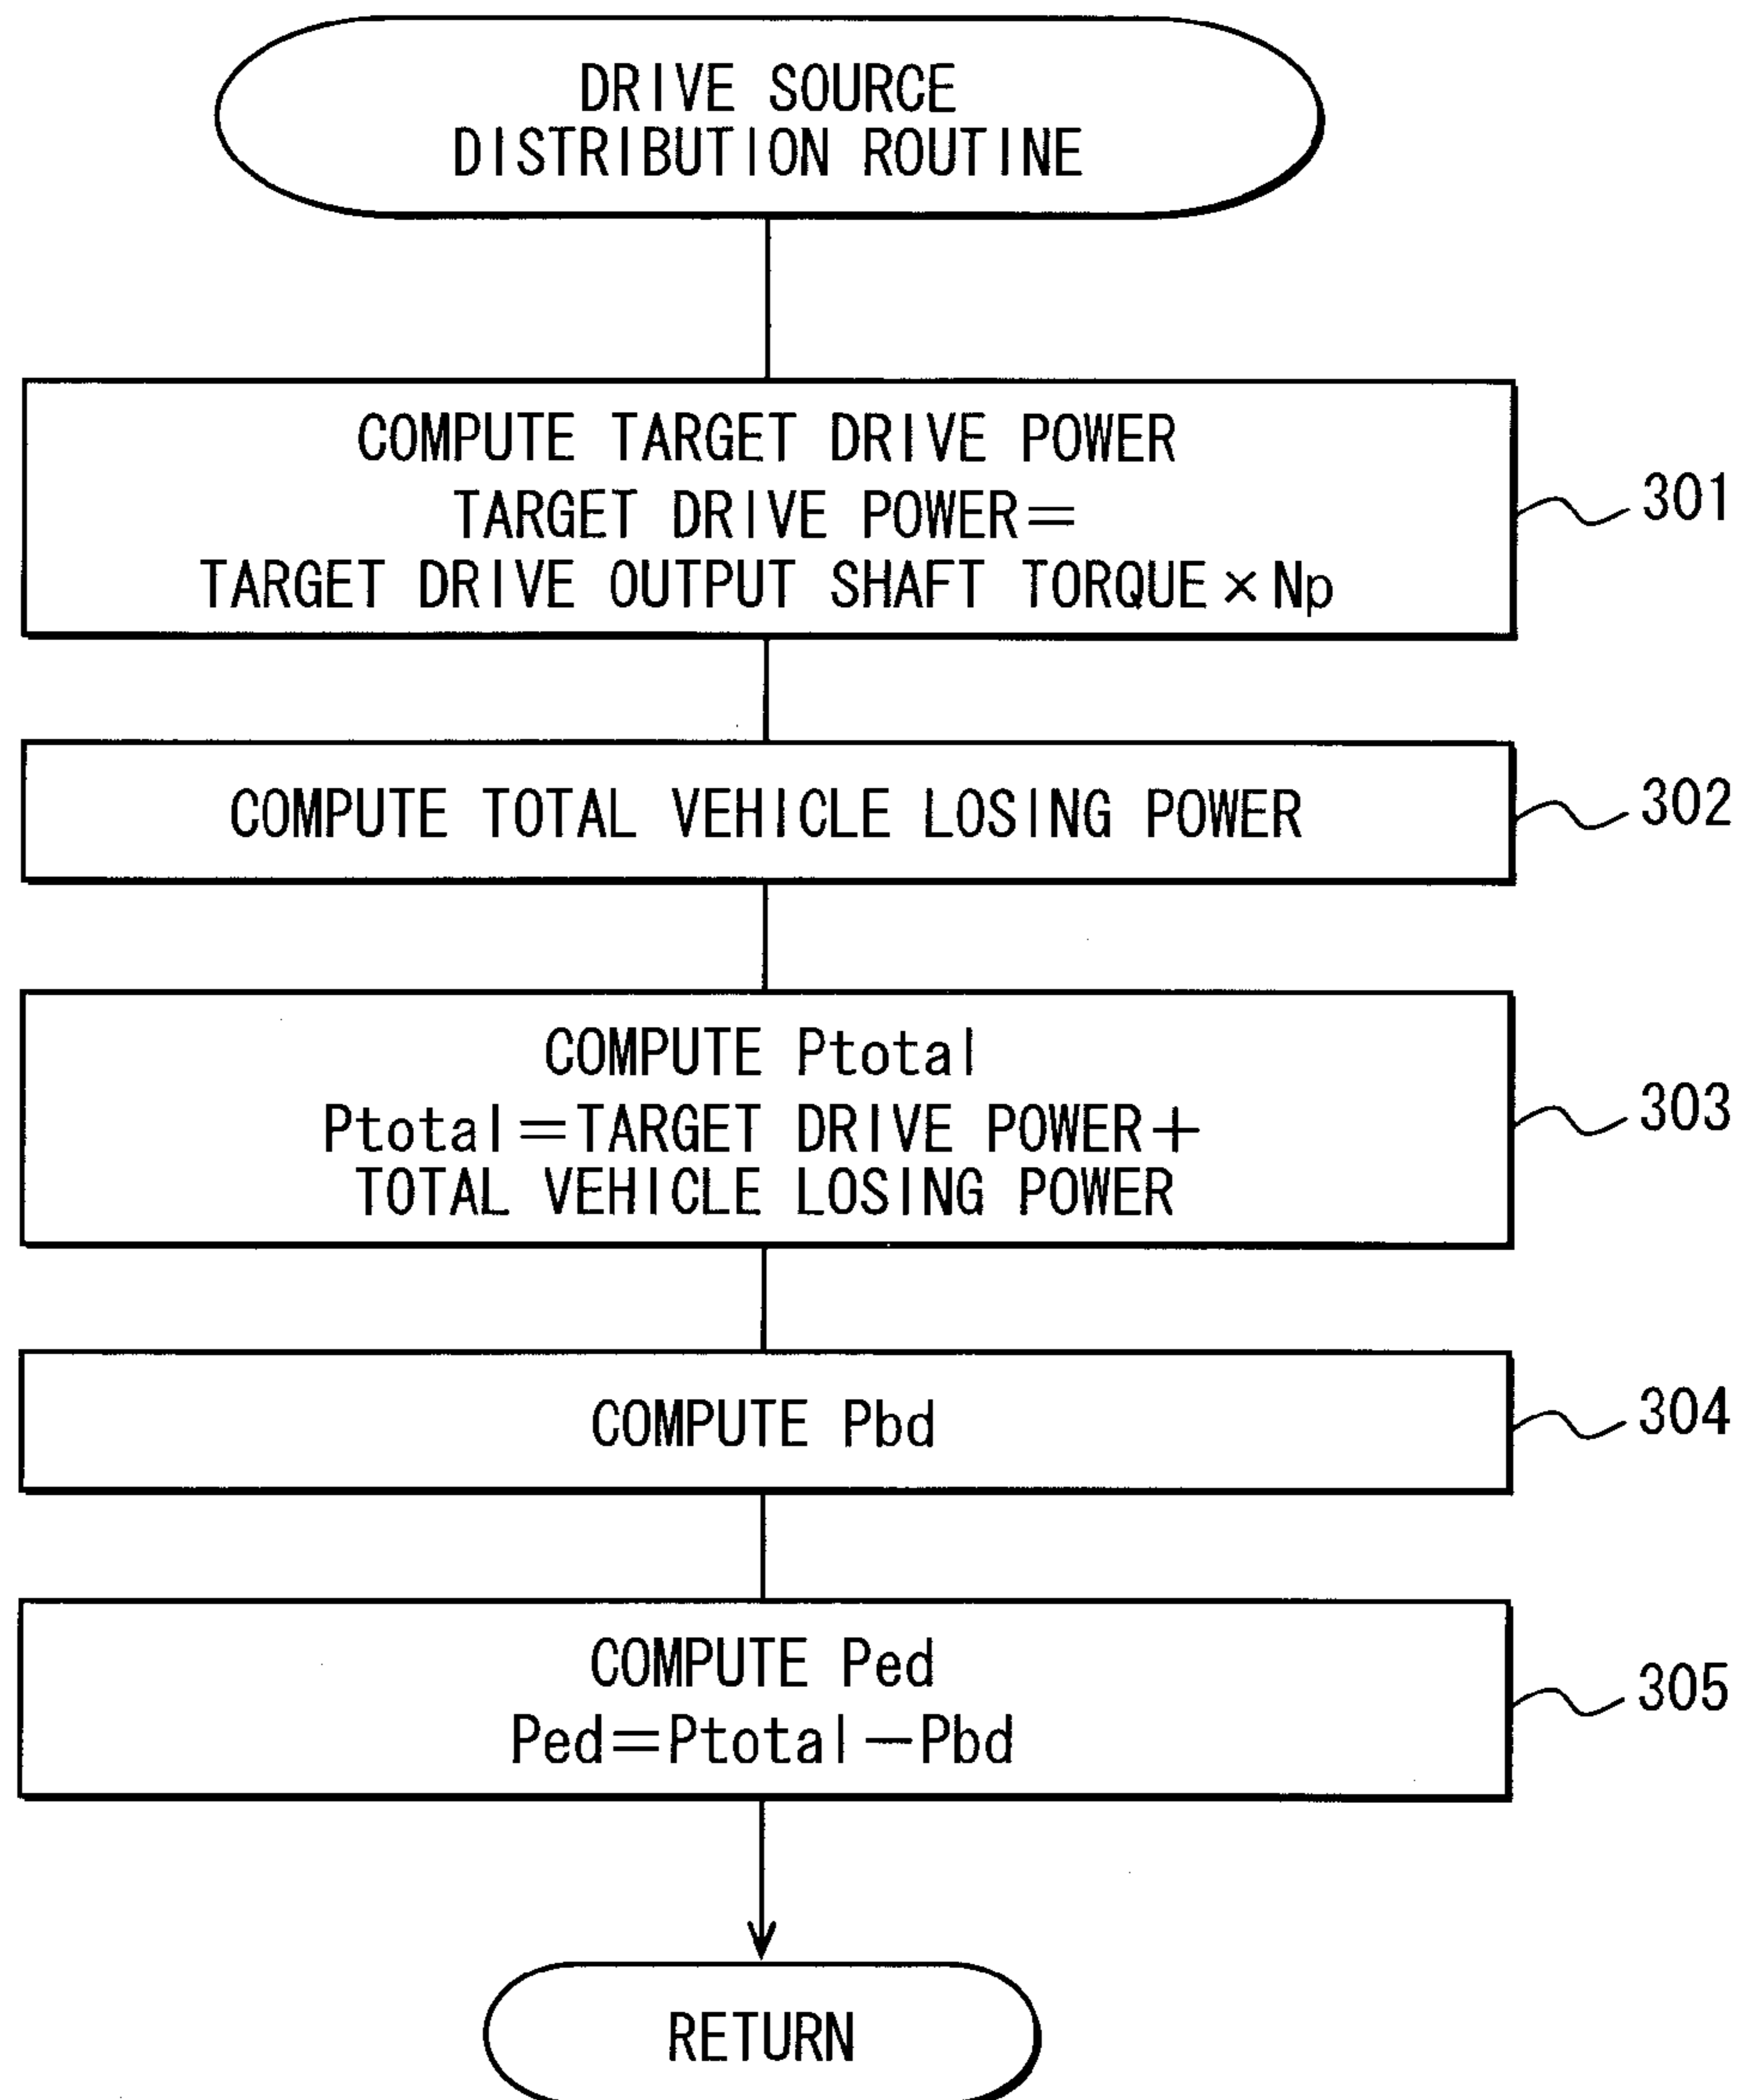 DRIVE SOURCE
DISTRIBUTION ROUTINE
COMPUTE TARGET DRIVE POWER
TARGET DRIVE POWER=
TARGET DRIVE OUTPUT SHAFT TORQUE×Np
301
COMPUTE TOTAL VEHICLE LOSING POWER
302
COMPUTE Ptotal
Ptotal=TARGET DRIVE POWER+
TOTAL VEHICLE LOSING POWER
303
COMPUTE Pbd
304
COMPUTE Ped
Ped=Ptotal−Pbd
305
RETURN